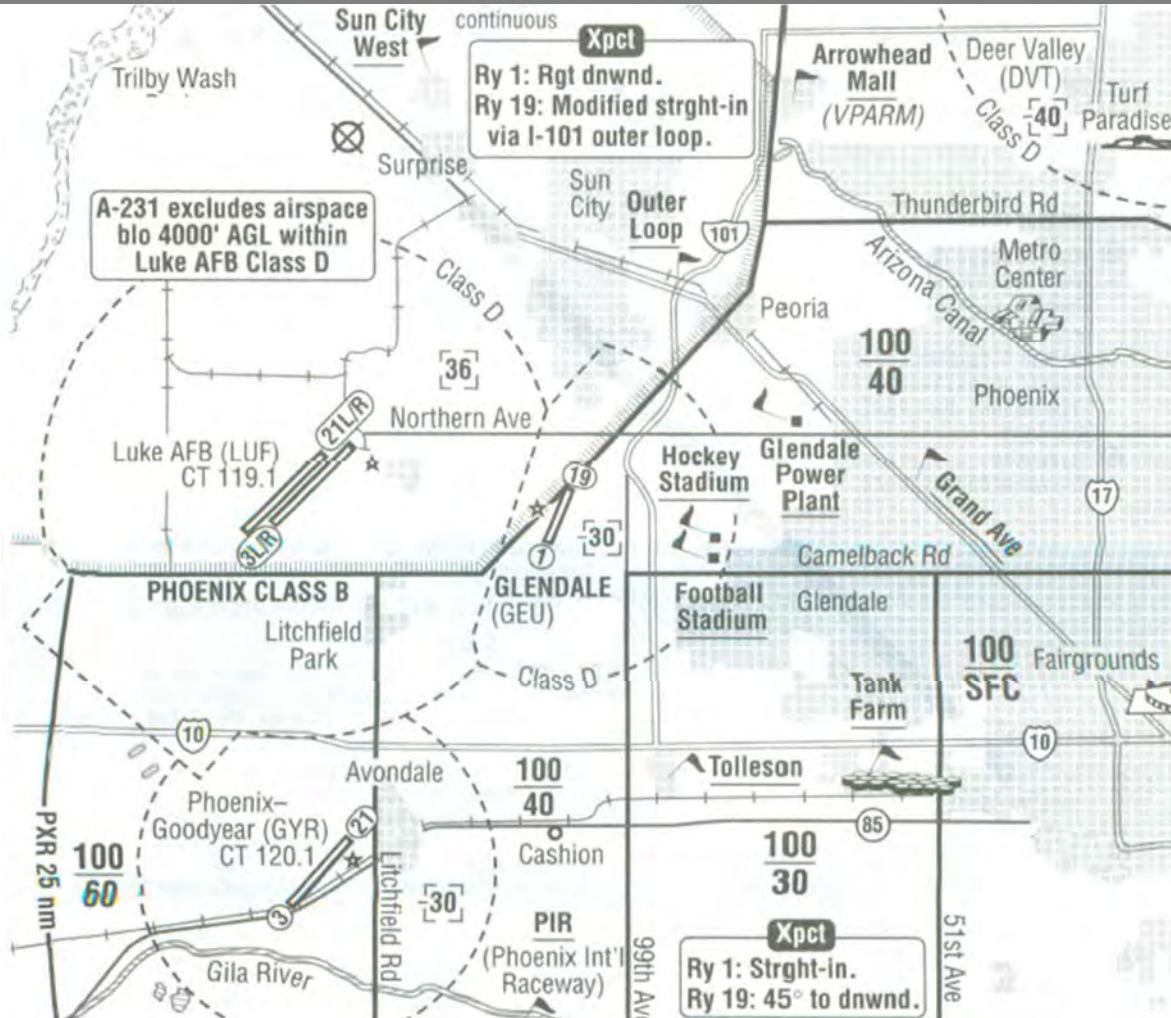 Sun City
West
continuous
Xpct
Ry 1: Rgt dnwnd.
Ry 19: Modified strght-in
via I-101 outer loop.
Trilby Wash
Arrowhead
Mall
(VPARM)
Deer Valley
(DVT)
-40
Class D
Turf
Paradise
Surprise
A-231 excludes airspace
blo 4000' AGL within
Luke AFB Class D
Class D
Sun
City
Outer
Loop
101
Thunderbird Rd
Arizona Canal
Metro
Center
Peoria
100
40
Phoenix
36
Northern Ave
21L/R
Luke AFB (LUF)
CT 119.1
3L/R
19
1
-30
Hockey
Stadium
Glendale
Power
Plant
Grand Ave
17
Camelback Rd
PHOENIX CLASS B
GLENDALE
(GEU)
Football
Stadium
Glendale
Litchfield
Park
Class D
100
SFC
Fairgrounds
Tank
Farm
10
10
Avondale
100
40
Tolleson
Phoenix–
Goodyear (GYR)
CT 120.1
21
3
PXR 25 nm
100
60
Cashion
85
100
30
Litchfield Rd
-30
PIR
(Phoenix Int'l
Raceway)
99th Ave
51st Ave
Gila River
Xpct
Ry 1: Strght-in.
Ry 19: 45° to dnwnd.